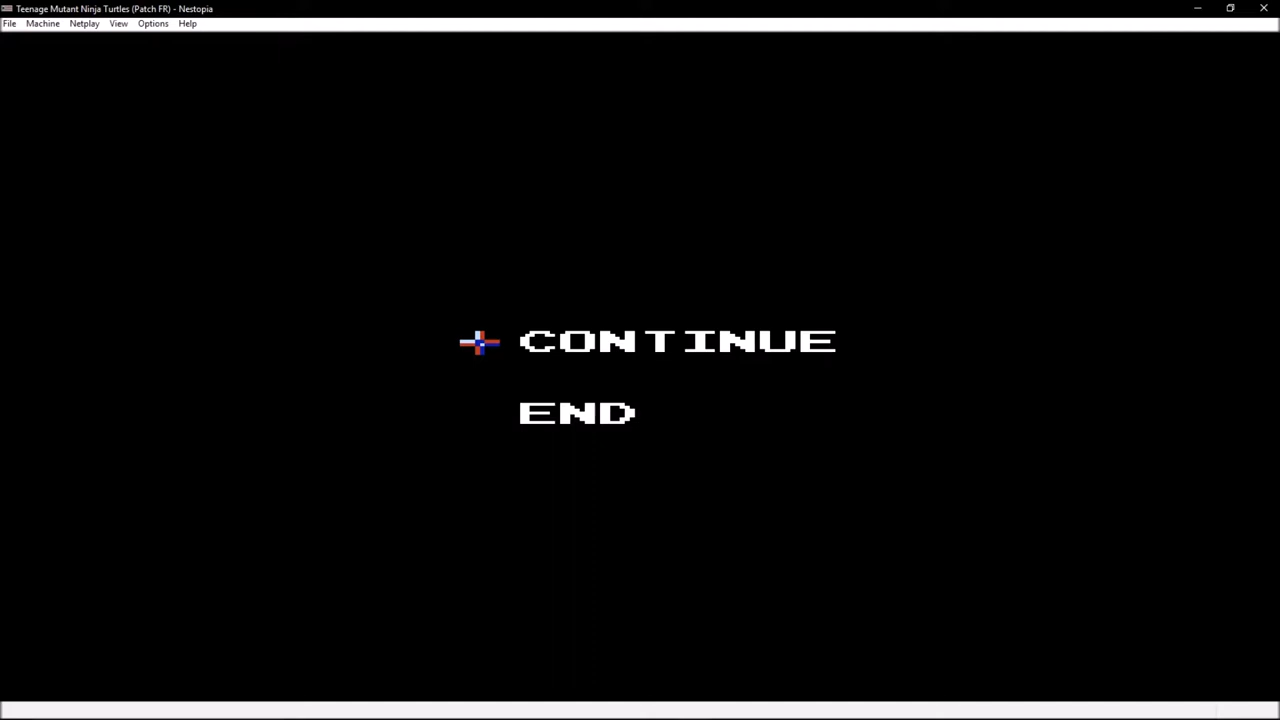 Teenage Mutant Ninja Turtles (Patch FR) - Nestopia
File Machine Netplay View Options Help
CONTINUE
END